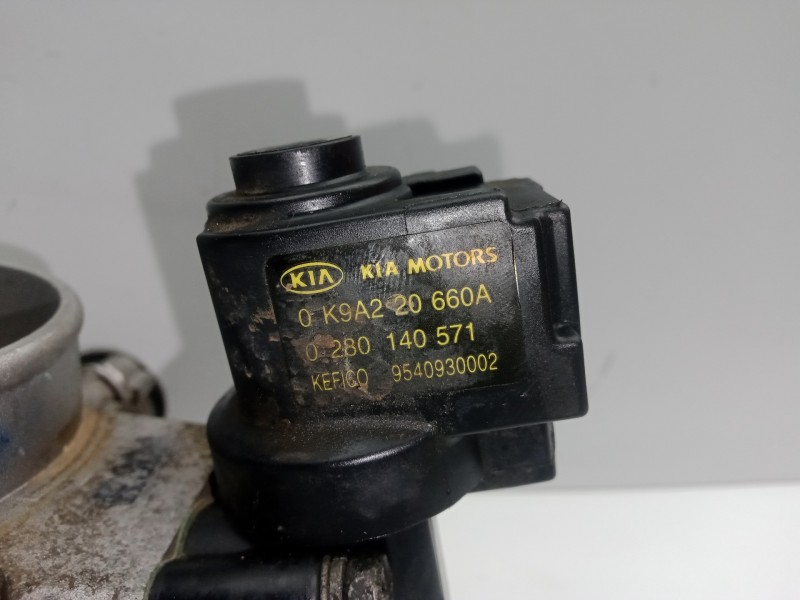 KIA KIA MOTORS
0 K9A2 20 660A
0 280 140 571
KEFICO 9540930002